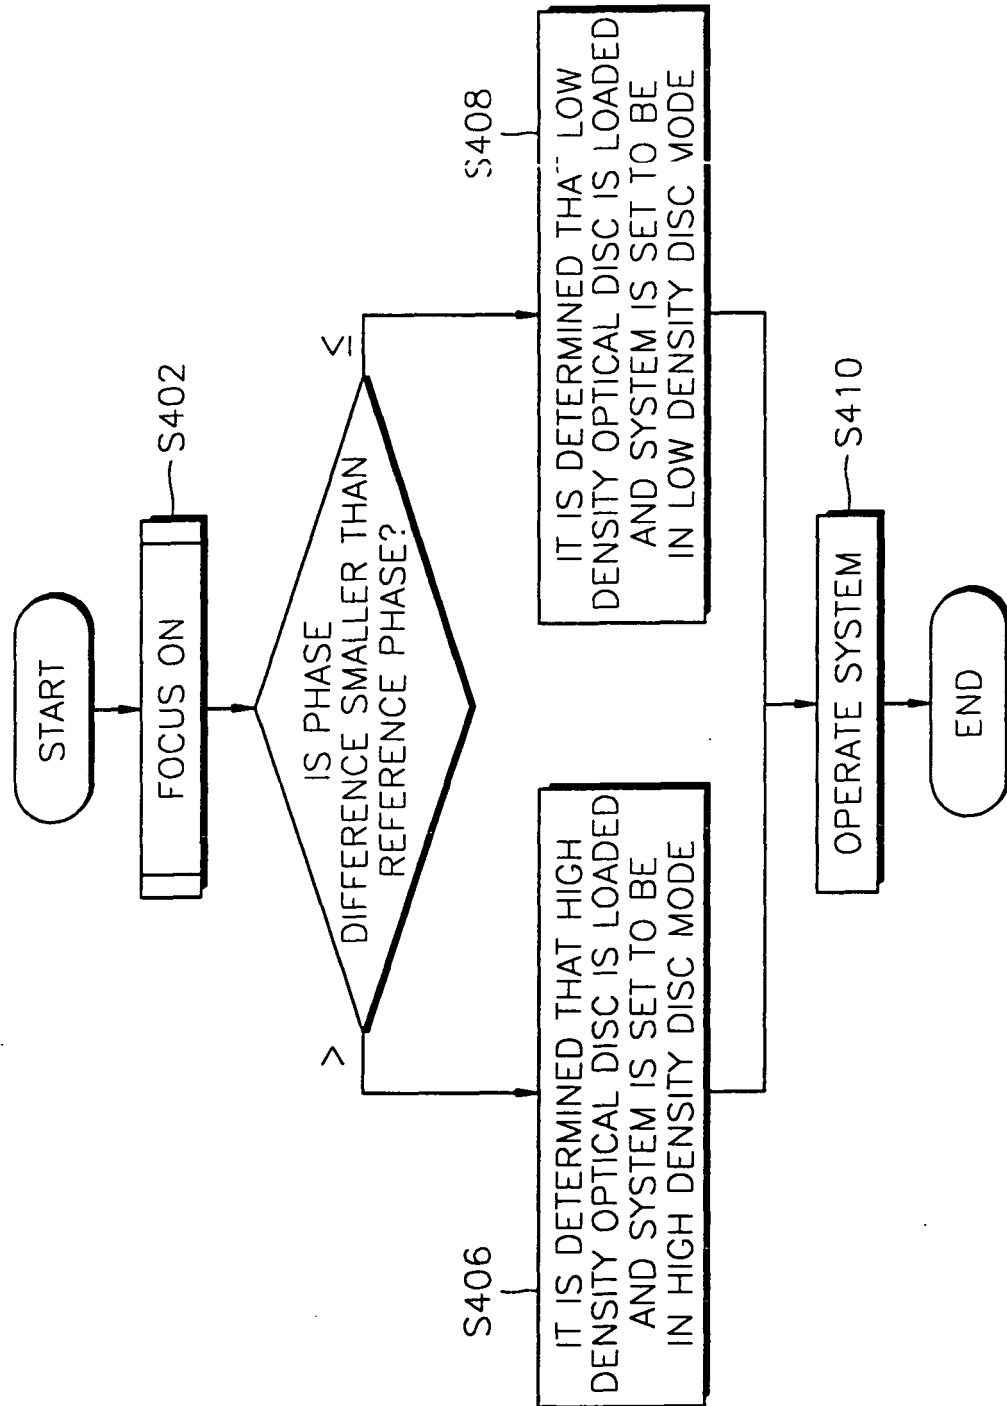 START
FOCUS ON
S402
IS PHASE
DIFFERENCE SMALLER THAN
REFERENCE PHASE?
>
≤
S406
IT IS DETERMINED THAT HIGH
DENSITY OPTICAL DISC IS LOADED
AND SYSTEM IS SET TO BE
IN HIGH DENSITY DISC MODE
S408
IT IS DETERMINED THAT LOW
DENSITY OPTICAL DISC IS LOADED
AND SYSTEM IS SET TO BE
IN LOW DENSITY DISC MODE
OPERATE SYSTEM
S410
END